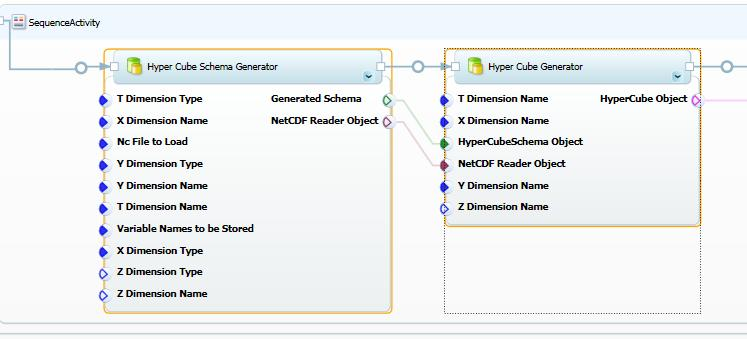 SequenceActivity
Hyper Cube Schema Generator
T Dimension Type
Generated Schema
X Dimension Name
NetCDF Reader Object
Nc File to Load
Y Dimension Type
Y Dimension Name
T Dimension Name
Variable Names to be Stored
X Dimension Type
Z Dimension Type
Z Dimension Name
Hyper Cube Generator
T Dimension Name
HyperCube Object
X Dimension Name
HyperCubeSchema Object
NetCDF Reader Object
Y Dimension Name
Z Dimension Name